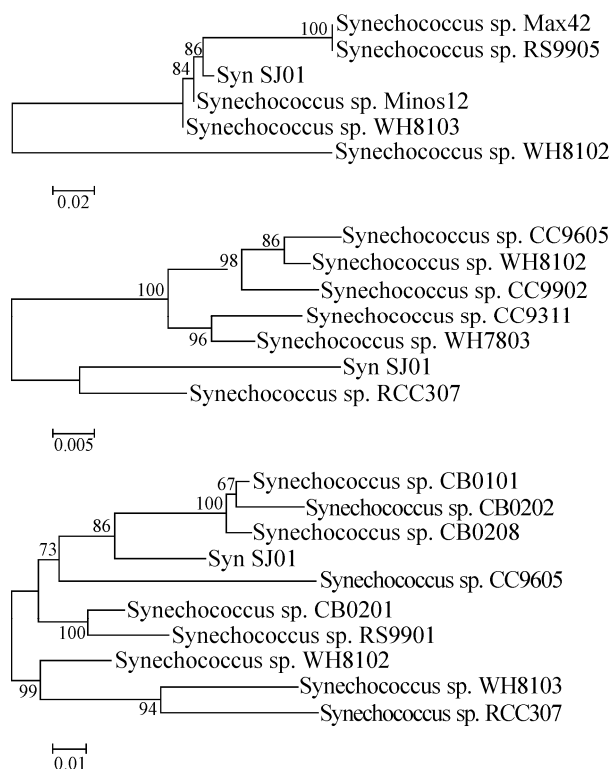 100
Synechococcus sp. Max42
Synechococcus sp. RS9905
86
Syn SJ01
84
Synechococcus sp. Minos12
Synechococcus sp. WH8103
Synechococcus sp. WH8102
0.02
86
Synechococcus sp. CC9605
98
Synechococcus sp. WH8102
Synechococcus sp. CC9902
100
Synechococcus sp. CC9311
96
Synechococcus sp. WH7803
Syn SJ01
Synechococcus sp. RCC307
0.005
67
Synechococcus sp. CB0101
100
Synechococcus sp. CB0202
86
Synechococcus sp. CB0208
73
Syn SJ01
Synechococcus sp. CC9605
Synechococcus sp. CB0201
100
Synechococcus sp. RS9901
Synechococcus sp. WH8102
99
Synechococcus sp. WH8103
94
Synechococcus sp. RCC307
0.01